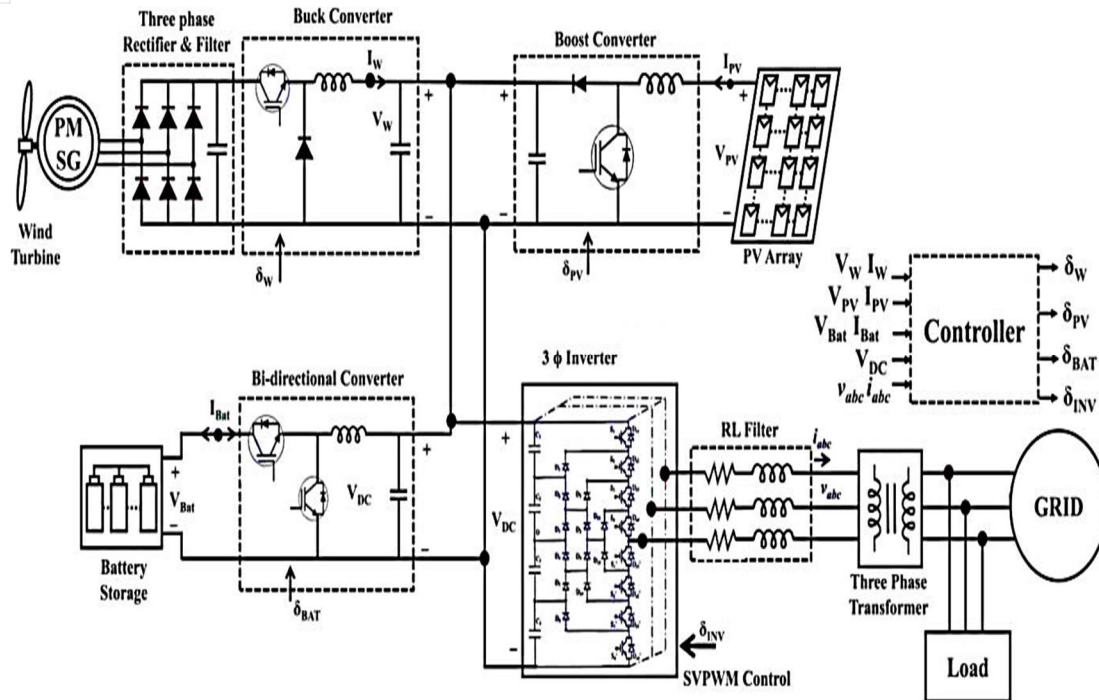 Three phase
Rectifier & Filter
Buck Converter
Boost Converter
I_W
I_PV
PM
SG
+
V_W
−
+
−
+
V_PV
−
Wind
Turbine
PV Array
δ_W
δ_PV
V_W I_W
V_PV I_PV
V_Bat I_Bat
V_DC
v_abc i_abc
Controller
δ_W
δ_PV
δ_BAT
δ_INV
Bi-directional Converter
3 ϕ Inverter
I_Bat
RL Filter
i_abc
v_abc
+
V_Bat
−
+
V_DC
−
+
V_DC
−
GRID
Battery
Storage
Three Phase
Transformer
δ_BAT
δ_INV
SVPWM Control
Load